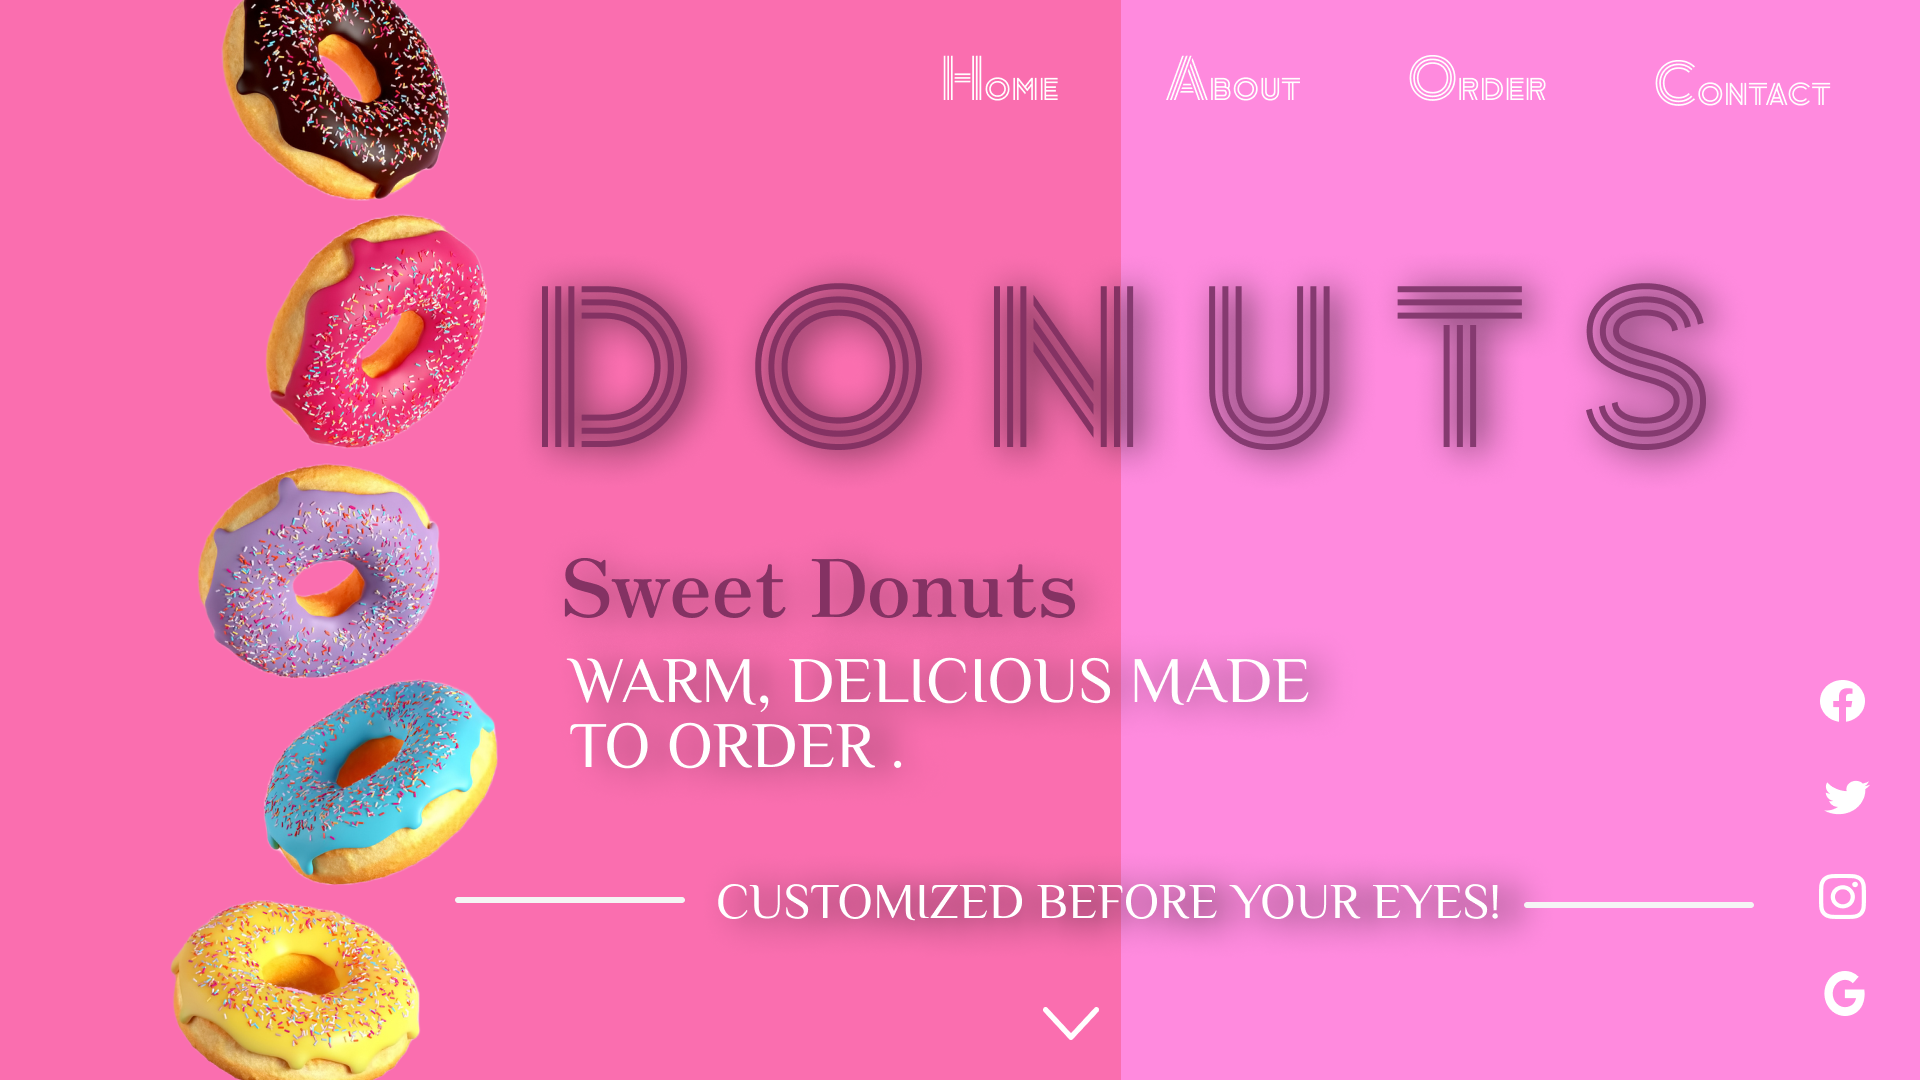 Home About Order Contact
DONUTS
Sweet Donuts
WARM, DELICIOUS MADE
TO ORDER .
CUSTOMIZED BEFORE YOUR EYES!